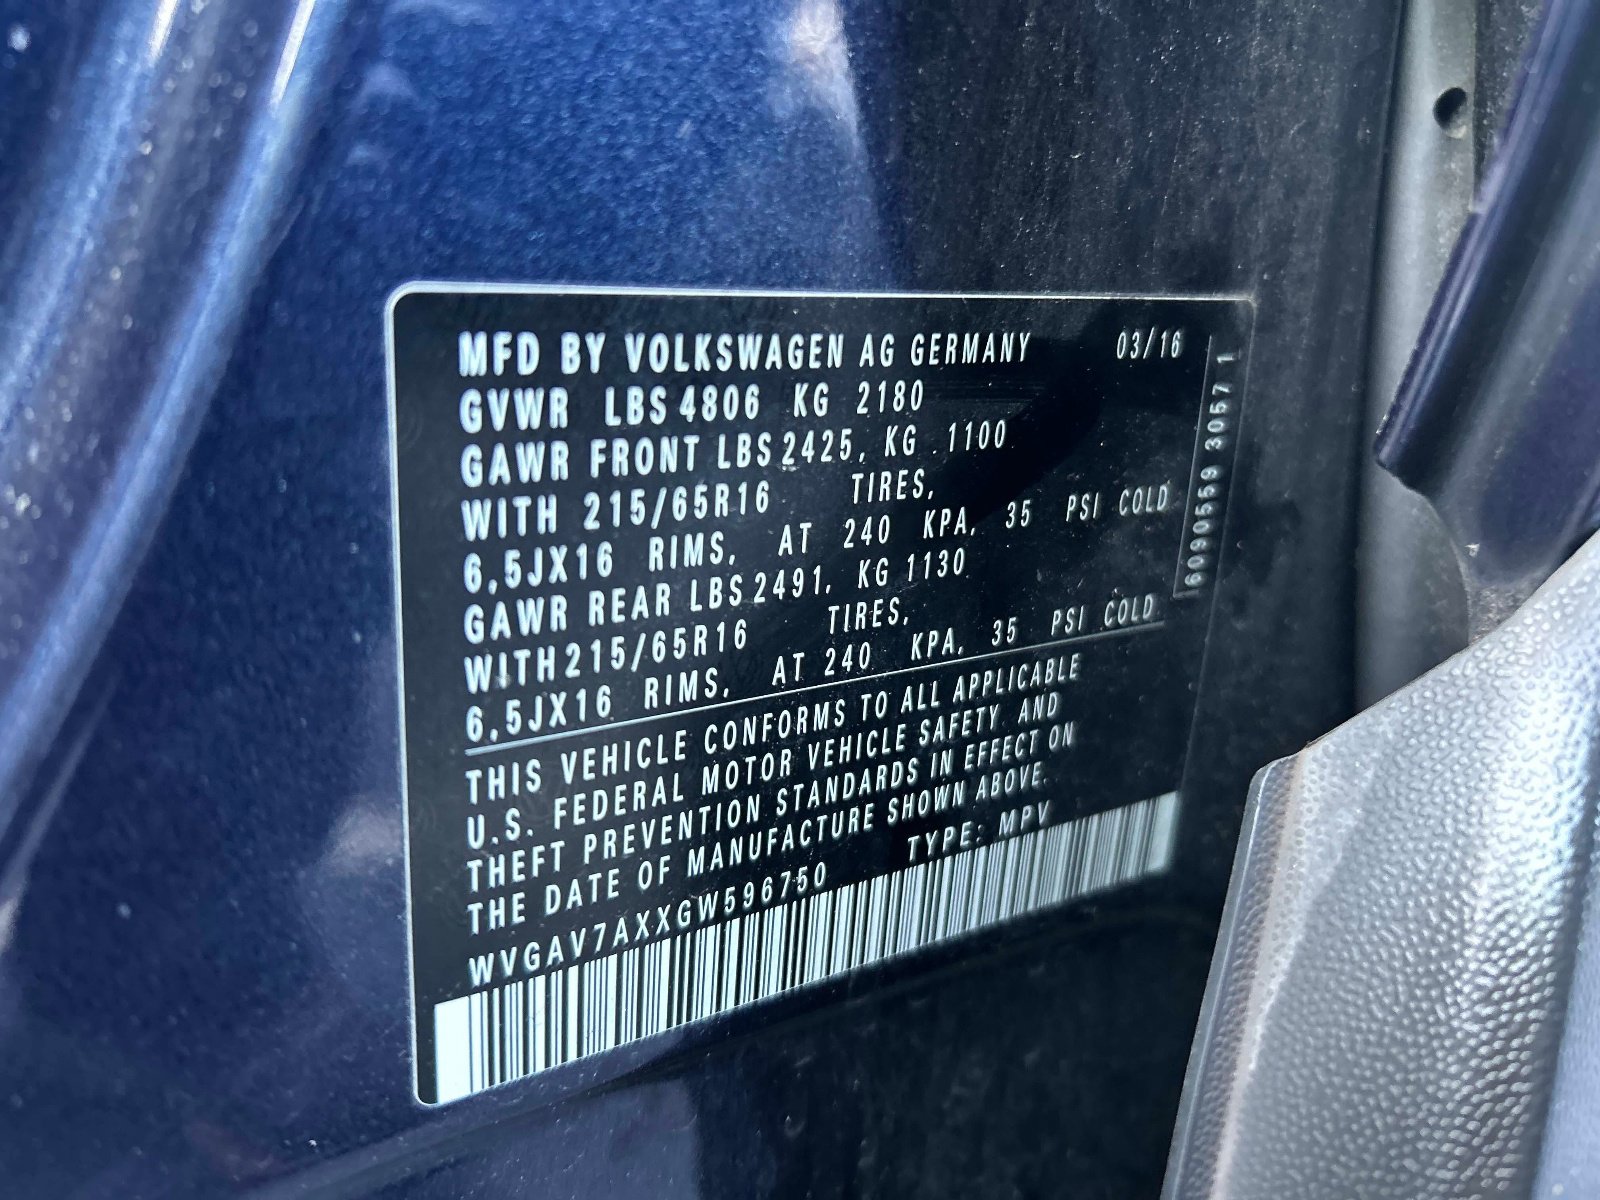 MFD BY VOLKSWAGEN AG GERMANY 03/16
GVWR LBS 4806 KG 2180
GAWR FRONT LBS 2425, KG 1100
WITH 215/65R16 TIRES,
6,5JX16 RIMS, AT 240 KPA, 35 PSI COLD
GAWR REAR LBS 2491, KG 1130
WITH 215/65R16 TIRES,
6,5JX16 RIMS, AT 240 KPA, 35 PSI COLD
THIS VEHICLE CONFORMS TO ALL APPLICABLE
U.S. FEDERAL MOTOR VEHICLE SAFETY AND
THEFT PREVENTION STANDARDS IN EFFECT ON
THE DATE OF MANUFACTURE SHOWN ABOVE.
WVGAV7AXXGW596750 TYPE: MPV
6090559 3057 1